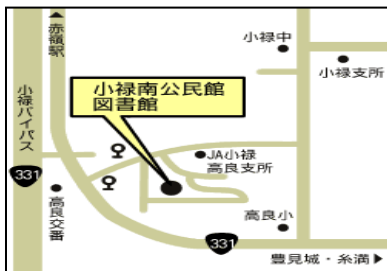 ▲赤嶺駅
小禄中
小禄支所
小禄南公民館
図書館
小禄バイパス
JA小禄
高良支所
331
高良交番
高良小
331
豊見城・糸満▶